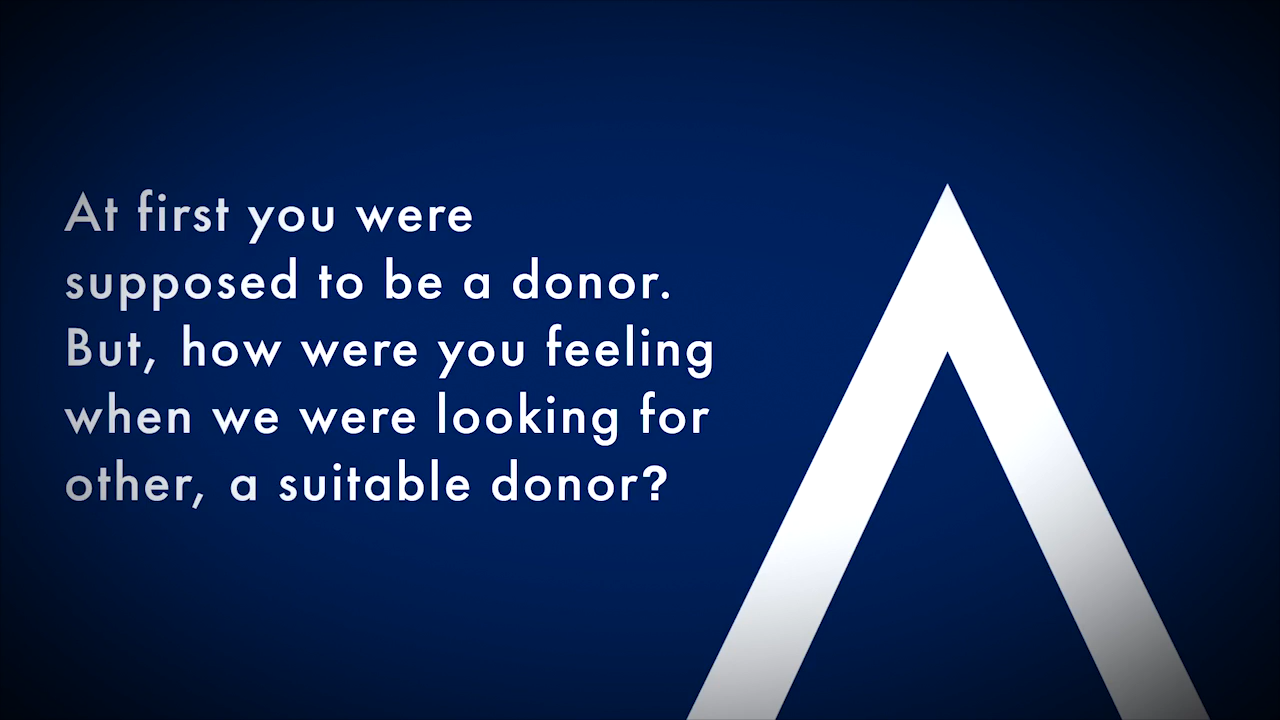 At first you were
supposed to be a donor.
But, how were you feeling
when we were looking for
other, a suitable donor?